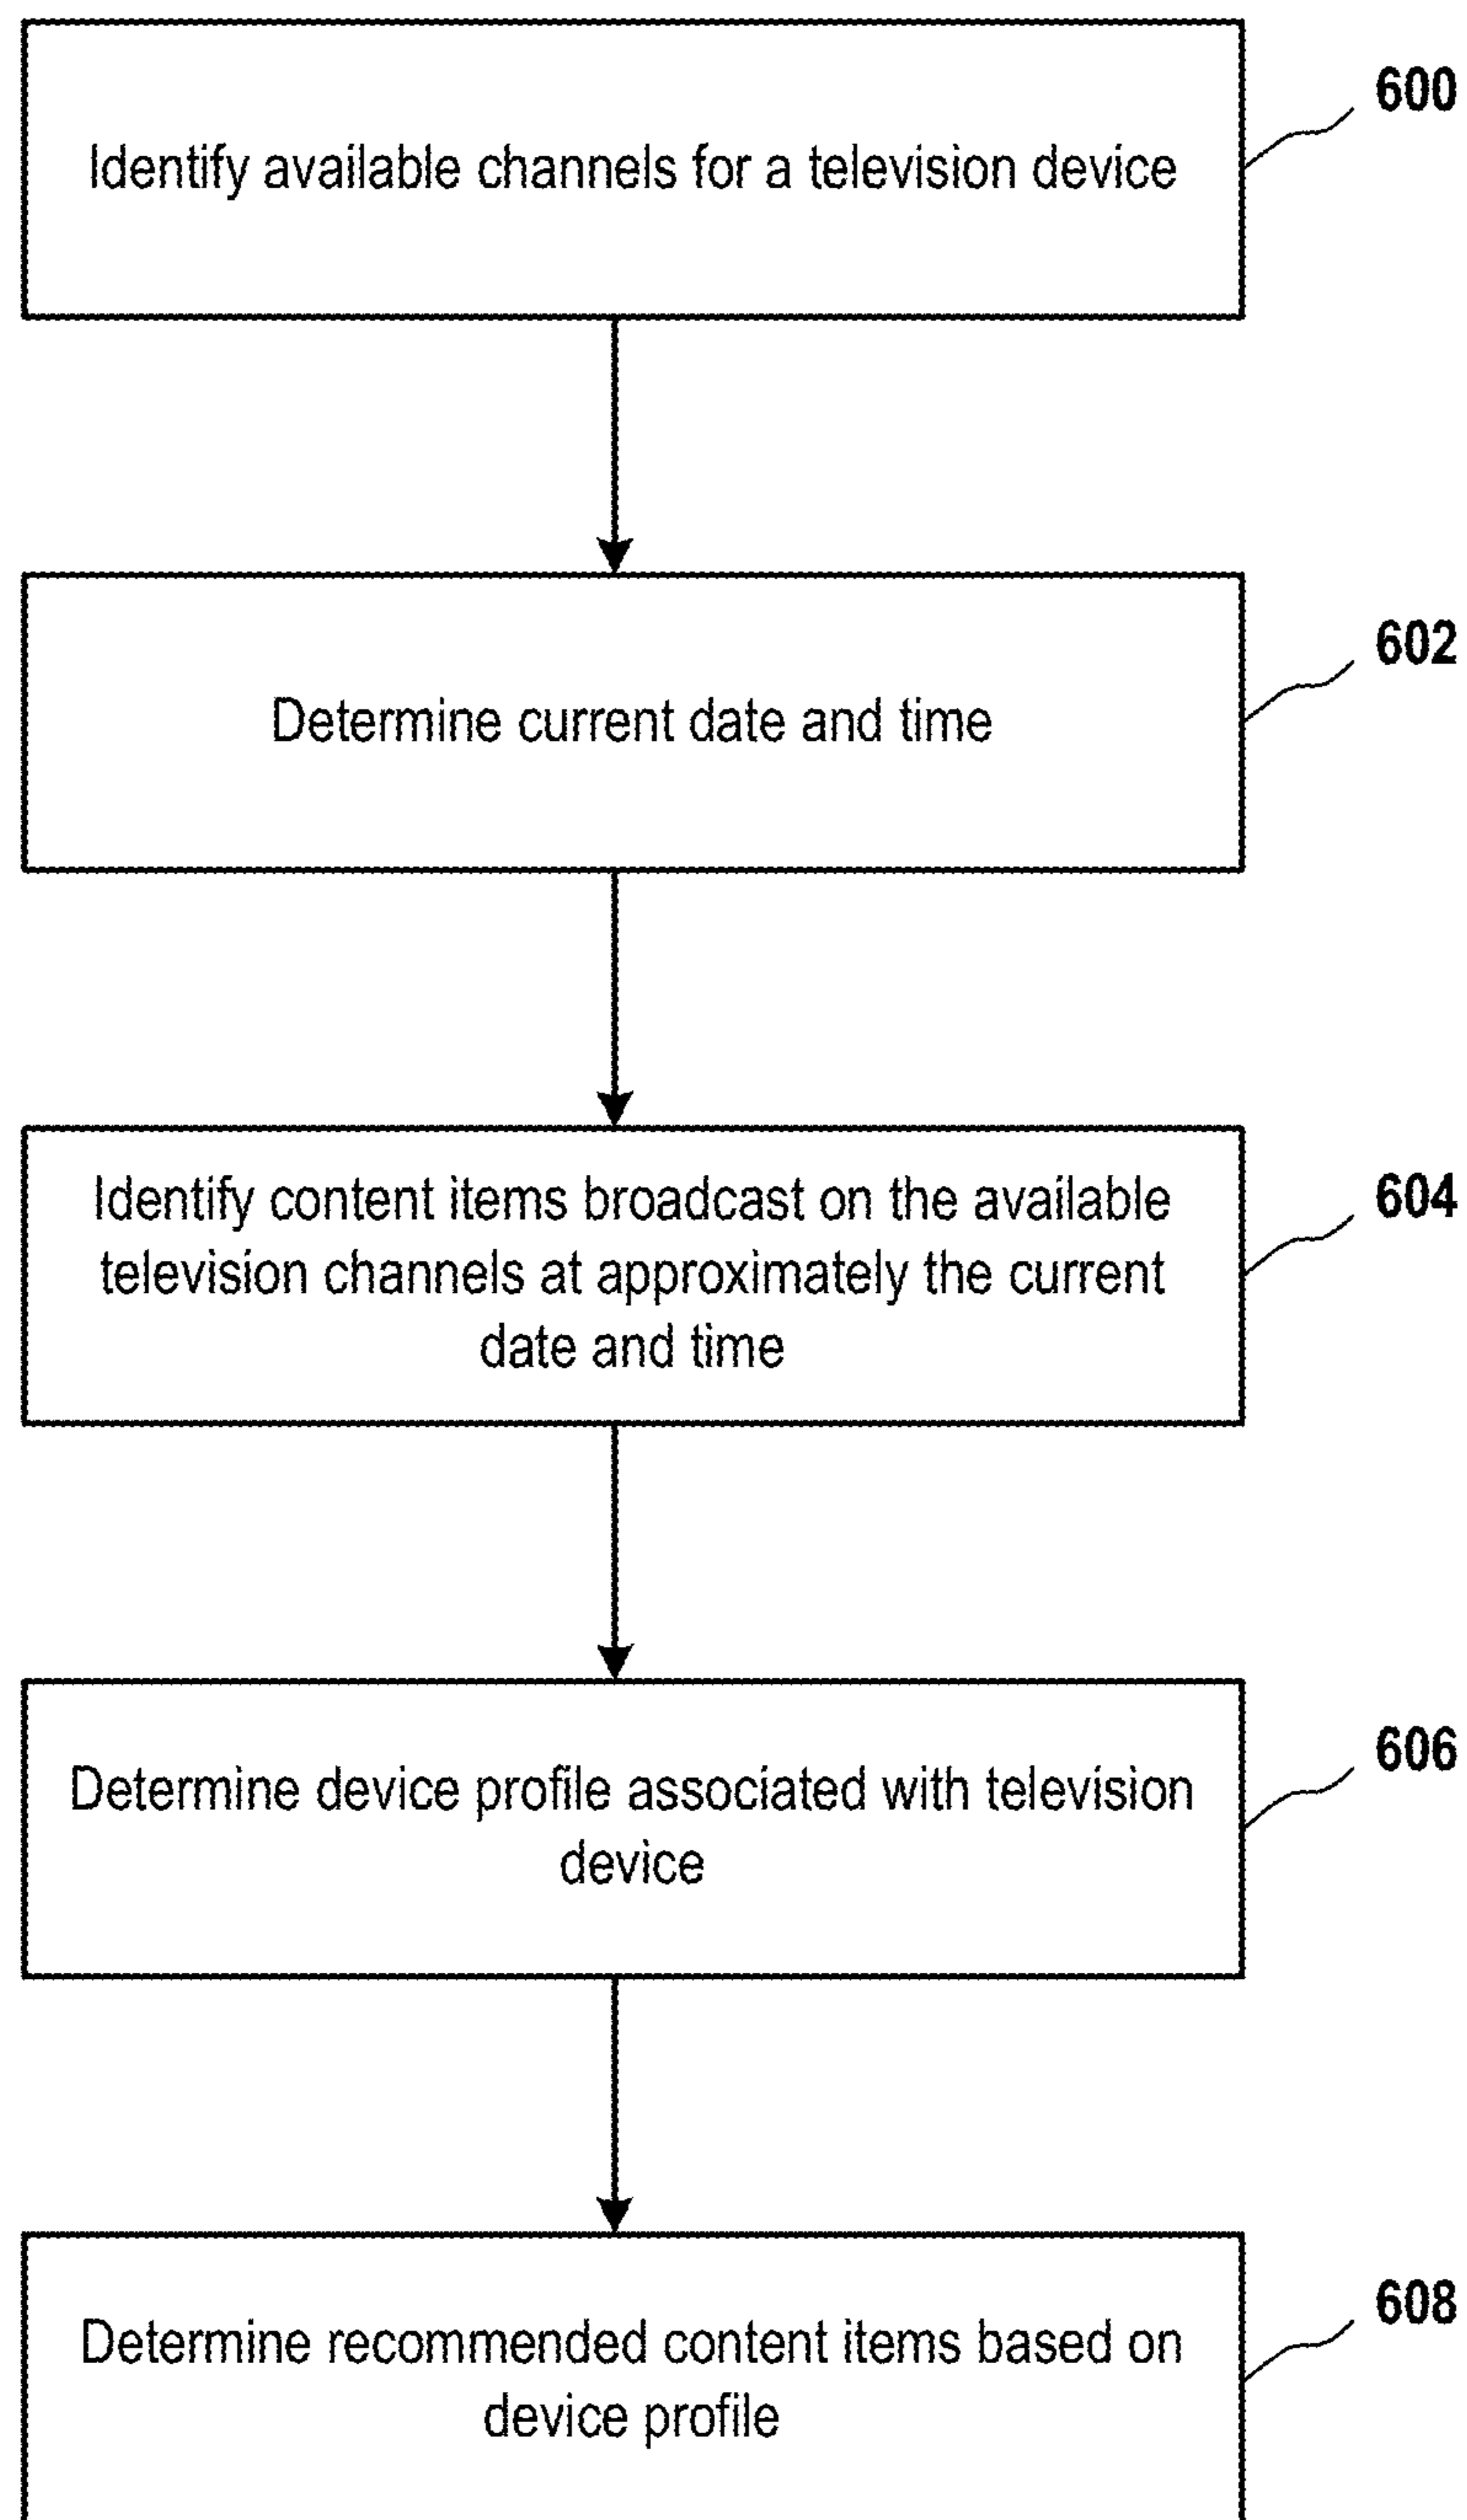 600
Identify available channels for a television device
602
Determine current date and time
604
Identify content items broadcast on the available
television channels at approximately the current
date and time
606
Determine device profile associated with television
device
608
Determine recommended content items based on
device profile